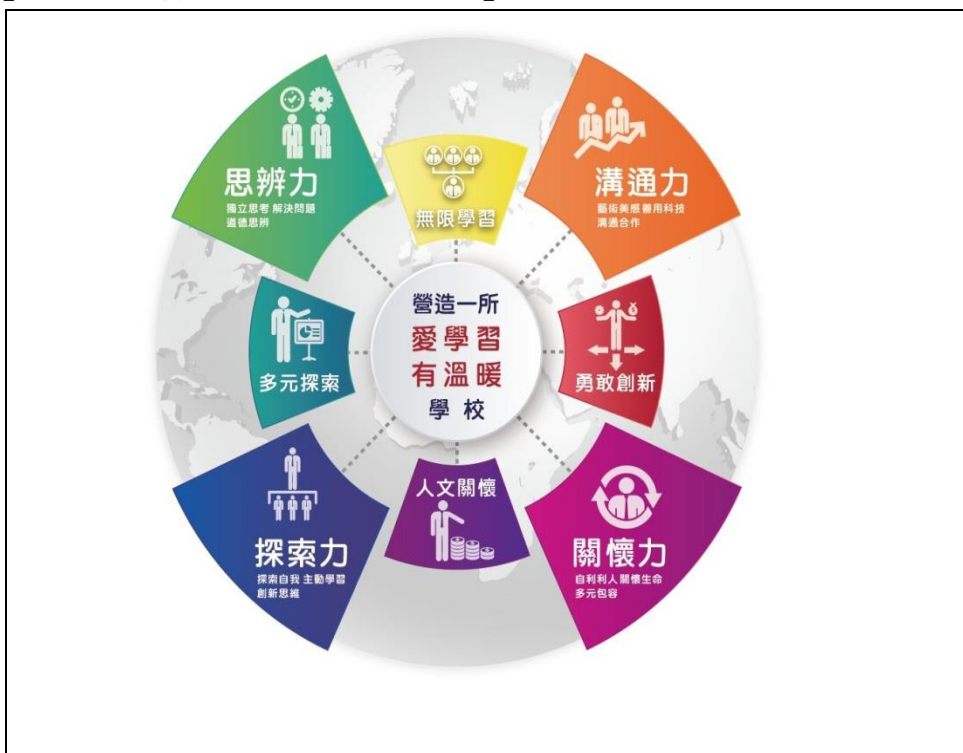 思辨力
獨立思考 解決問題
道德思辨
無限學習
溝通力
藝術美感善用科技
溝通合作
多元探索
營造一所
愛學習
有溫暖
學校
勇敢創新
探索力
探索自我 主動學習
創新思維
人文關懷
關懷力
自利利人關懷生命
多元包容